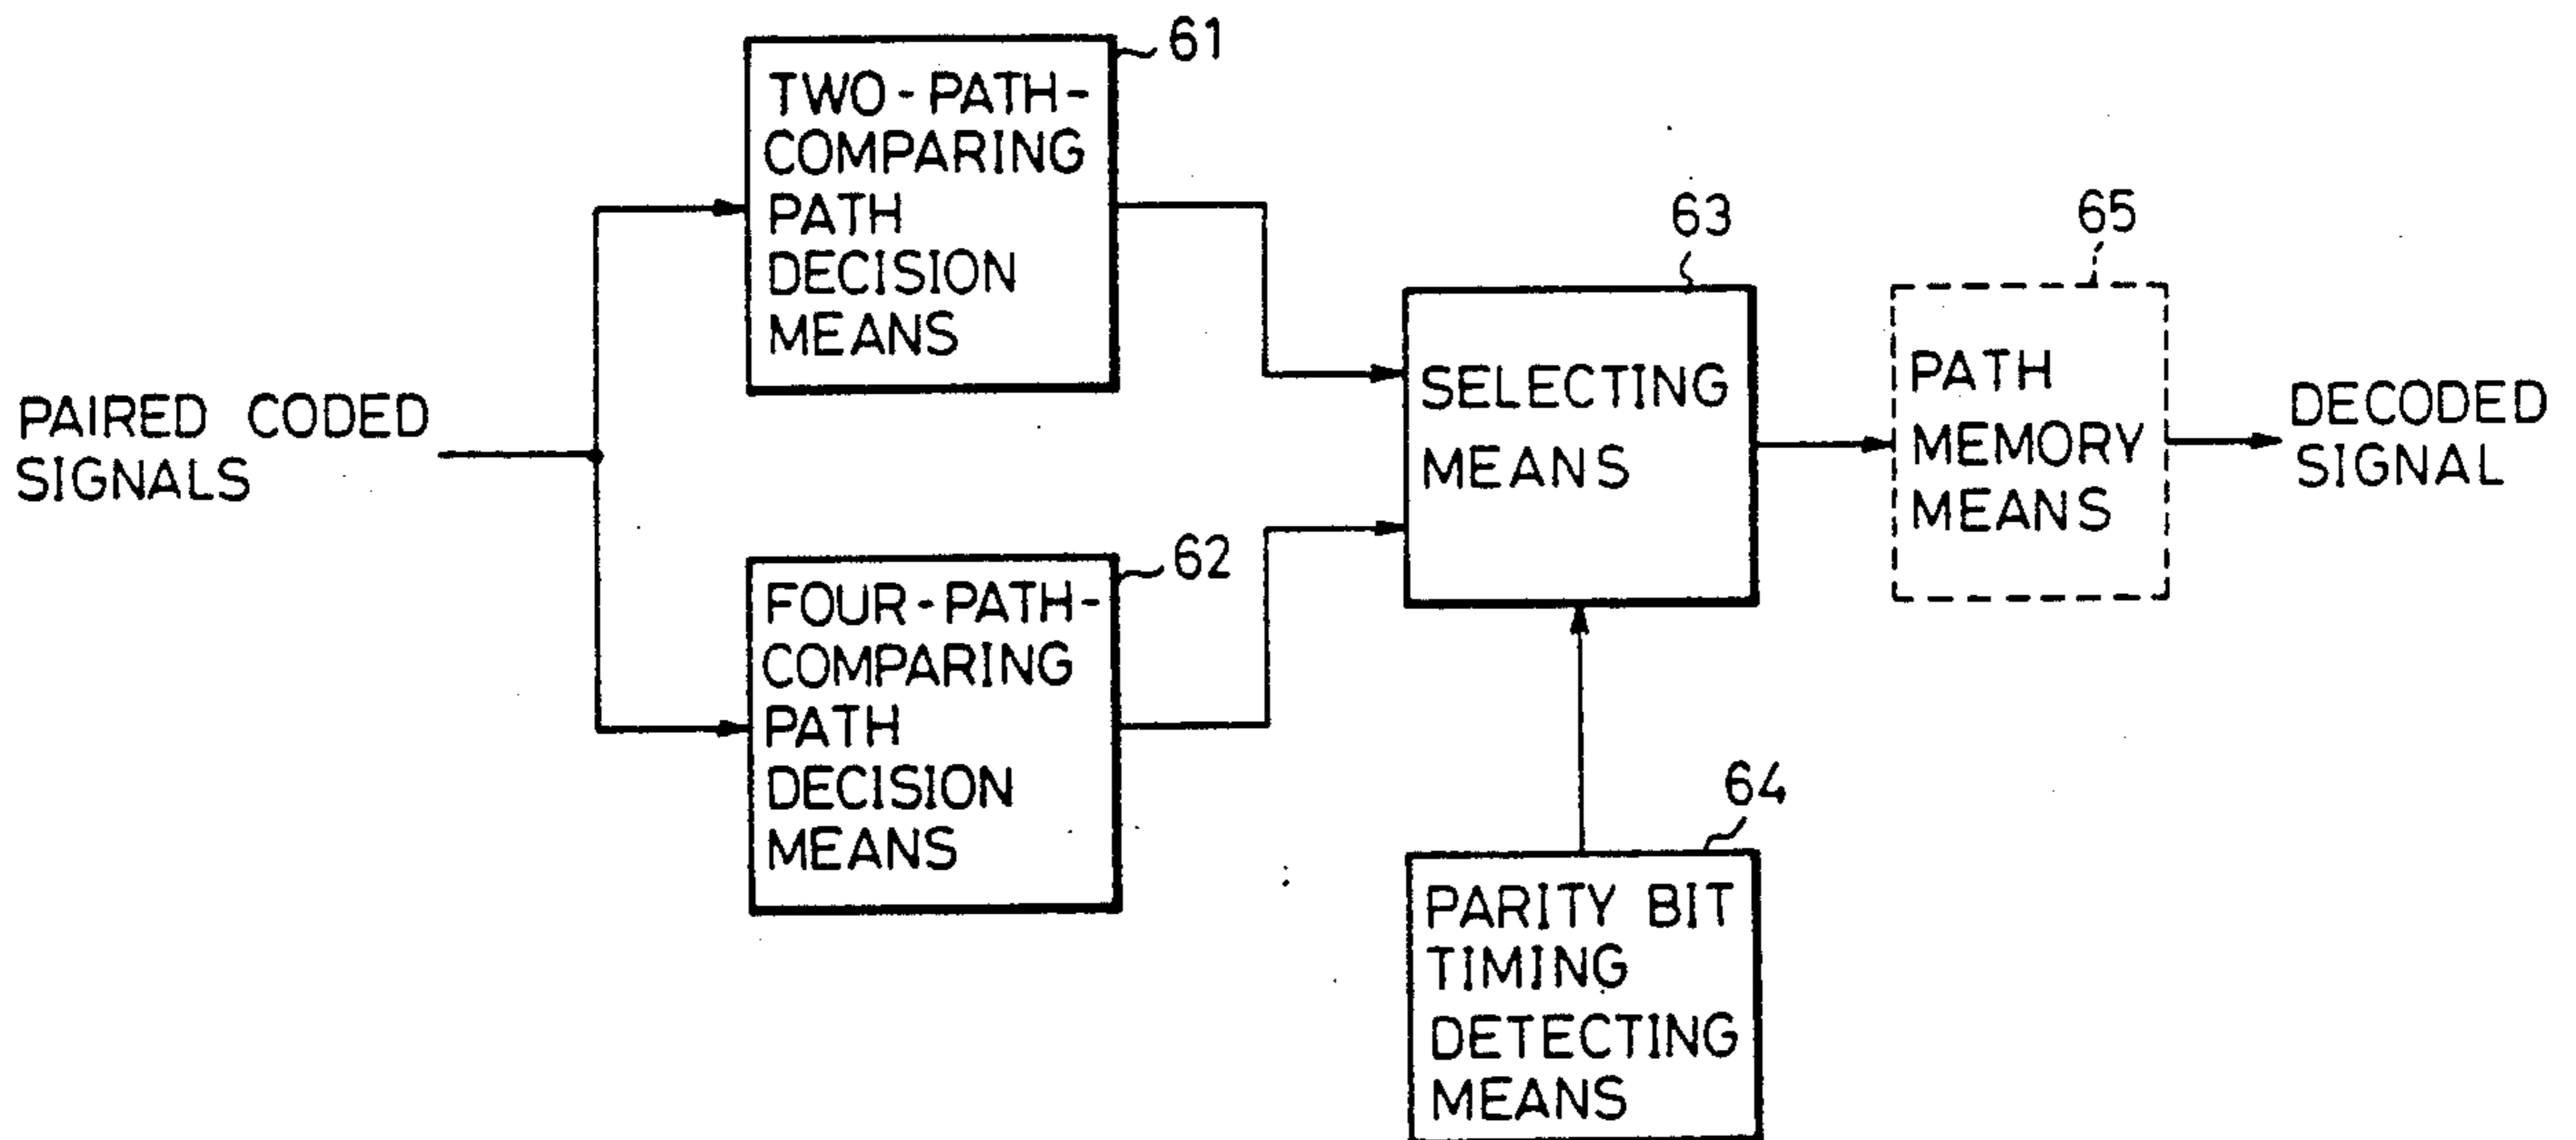 PAIRED CODED
SIGNALS
61
TWO-PATH-
COMPARING
PATH
DECISION
MEANS
62
FOUR-PATH-
COMPARING
PATH
DECISION
MEANS
63
SELECTING
MEANS
64
PARITY BIT
TIMING
DETECTING
MEANS
65
PATH
MEMORY
MEANS
DECODED
SIGNAL